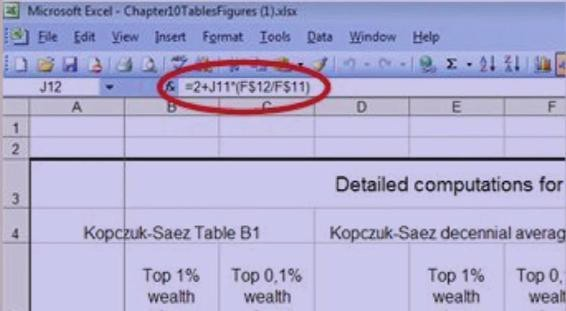 Microsoft Excel - Chapter10TablesFigures (1).xlsx
File Edit View Insert Format Tools Data Window Help
J12 =2+J11*(F$12/F$11)
A B C D E F
1
2
3 Detailed computations for
4 Kopczuk-Saez Table B1 Kopczuk-Saez decennial averag
Top 1% Top 0,1% Top 1% Top 0,
wealth wealth wealth wealt